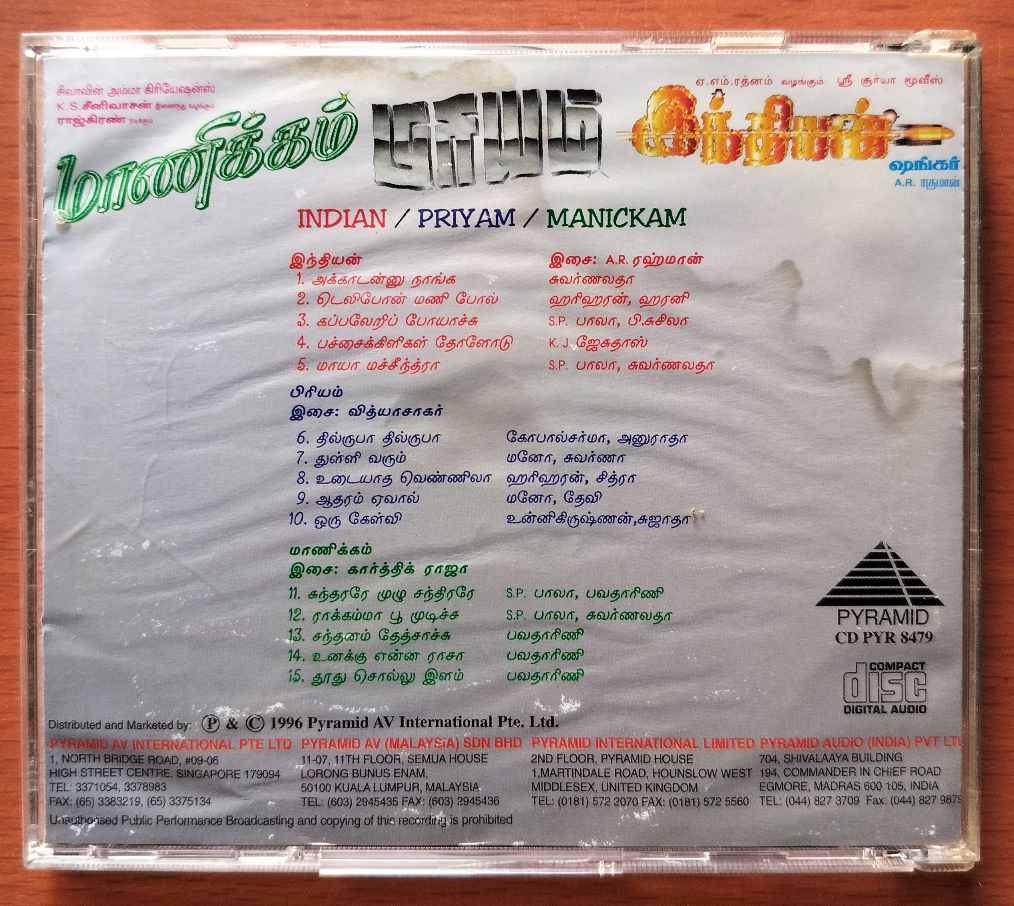 சிவாவின் அம்மா கிரியேஷன்ஸ்
K.S.சீனிவாசன்
ராஜ்கிரண்
மாணிக்கம்
பிரியம்
ஏ.எம்.ரத்னம் வழங்கும் ஸ்ரீ சூர்யா மூவீஸ்
இந்தியன்
ஷங்கர்
A.R. ரகுமான்
INDIAN / PRIYAM / MANICKAM
இந்தியன் இசை: A.R. ரஹ்மான்
1. அக்கடான்னு நாங்க சுவர்ணலதா
2. டெலிபோன் மணி போல் ஹரிஹரன், ஹரிணி
3. கப்பலேறிப் போயாச்சு S.P. பாலா, பி.சுசிலா
4. பச்சைக்கிளிகள் தோளோடு K.J. ஜேசுதாஸ்
5. மாயா மச்சீந்த்ரா S.P. பாலா, சுவர்ணலதா
பிரியம்
இசை: வித்யாசாகர்
6. தில்ரூபா தில்ரூபா கோபால்சர்மா, அனுராதா
7. துள்ளி வரும் மனோ, சுவர்ணா
8. உடையாத வெண்ணிலா ஹரிஹரன், சித்ரா
9. ஆதரம் ஏவால் மனோ, தேவி
10. ஒரு கேள்வி உன்னிகிருஷ்ணன்,சுஜாதா
மாணிக்கம்
இசை: கார்த்திக் ராஜா
11. சுந்தரரே முழு சந்திரரே S.P. பாலா, பவதாரிணி
12. ராக்கம்மா பூ முடிச்ச S.P. பாலா, சுவர்ணலதா
13. சந்தனம் தேத்சாச்சு பவதாரிணி
14. உனக்கு என்ன ராசா பவதாரிணி
15. தூது சொல்லு இளம் பவதாரிணி
PYRAMID
CD PYR 8479
COMPACT
disc
DIGITAL AUDIO
Distributed and Marketed by: Ⓟ & © 1996 Pyramid AV International Pte. Ltd.
PYRAMID AV INTERNATIONAL PTE LTD
1, NORTH BRIDGE ROAD, #09-06
HIGH STREET CENTRE, SINGAPORE 179094
TEL: 3371054, 3378983
FAX: (65) 3383219, (65) 3375134
PYRAMID AV (MALAYSIA) SDN BHD
11-07, 11TH FLOOR, SEMUA HOUSE
LORONG BUNUS ENAM,
50100 KUALA LUMPUR, MALAYSIA
TEL: (603) 2945435 FAX: (603) 2945436
PYRAMID INTERNATIONAL LIMITED
2ND FLOOR, PYRAMID HOUSE
1,MARTINDALE ROAD, HOUNSLOW WEST
MIDDLESEX, UNITED KINGDOM
TEL: (0181) 572 2070 FAX: (0181) 572 5560
PYRAMID AUDIO (INDIA) PVT LTD
704, SHIVALAAYA BUILDING
194, COMMANDER IN CHIEF ROAD
EGMORE, MADRAS 600 105, INDIA
TEL: (044) 827 3709 Fax: (044) 827 9879
Unauthorised Public Performance Broadcasting and copying of this recording is prohibited